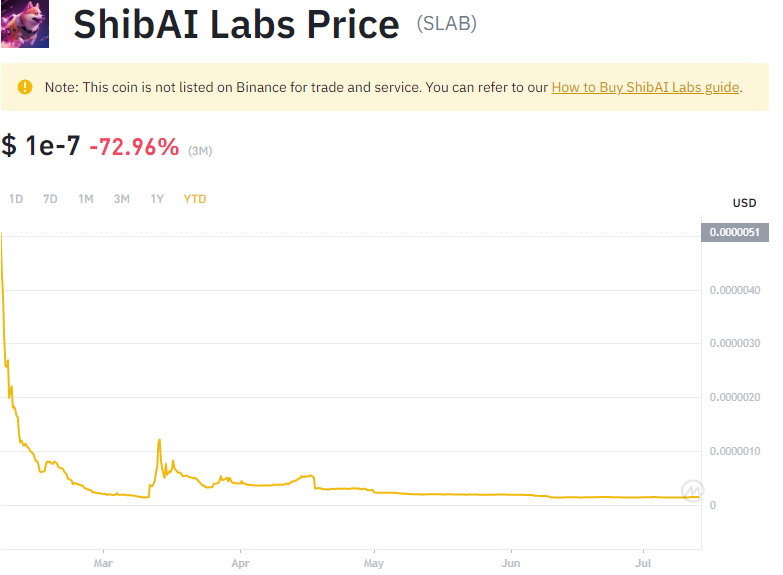 ShibAI Labs Price (SLAB)
Note: This coin is not listed on Binance for trade and service. You can refer to our How to Buy ShibAI Labs guide.
$ 1e-7 -72.96% (3M)
1D 7D 1M 3M 1Y YTD
USD
0.0000051
0.0000040
0.0000030
0.0000020
0.0000010
0
Mar Apr May Jun Jul